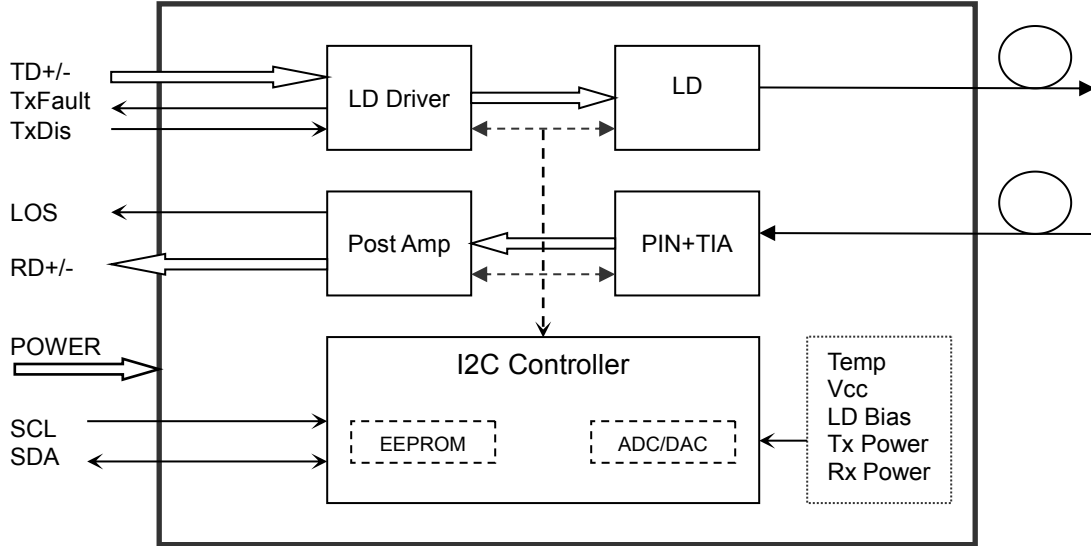 TD+/-
TxFault
TxDis
LD Driver
LD
LOS
RD+/-
Post Amp
PIN+TIA
POWER
SCL
SDA
I2C Controller
EEPROM
ADC/DAC
Temp
Vcc
LD Bias
Tx Power
Rx Power